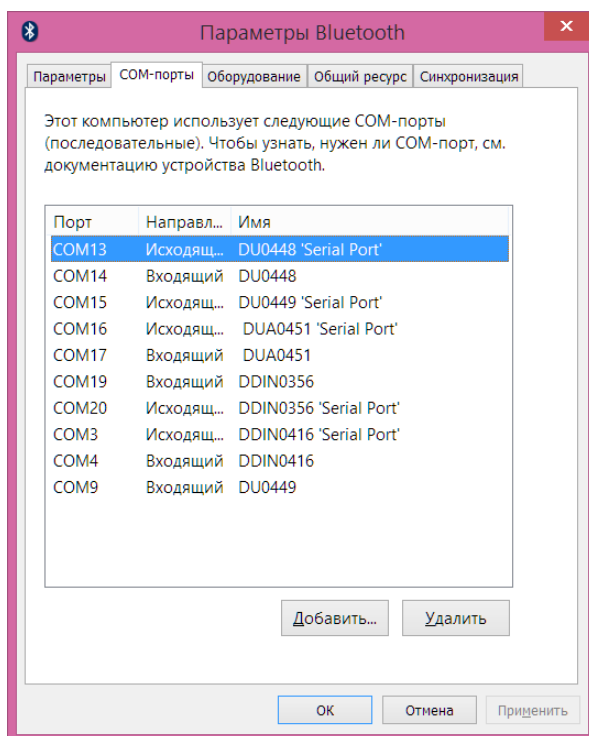 Параметры Bluetooth
Параметры COM-порты Оборудование Общий ресурс Синхронизация
Этот компьютер использует следующие COM-порты
(последовательные). Чтобы узнать, нужен ли COM-порт, см.
документацию устройства Bluetooth.
Порт Направл... Имя
COM13 Исходящ... DU0448 'Serial Port'
COM14 Входящий DU0448
COM15 Исходящ... DU0449 'Serial Port'
COM16 Исходящ... DUA0451 'Serial Port'
COM17 Входящий DUA0451
COM19 Входящий DDIN0356
COM20 Исходящ... DDIN0356 'Serial Port'
COM3 Исходящ... DDIN0416 'Serial Port'
COM4 Входящий DDIN0416
COM9 Входящий DU0449
Добавить... Удалить
ОК Отмена Применить